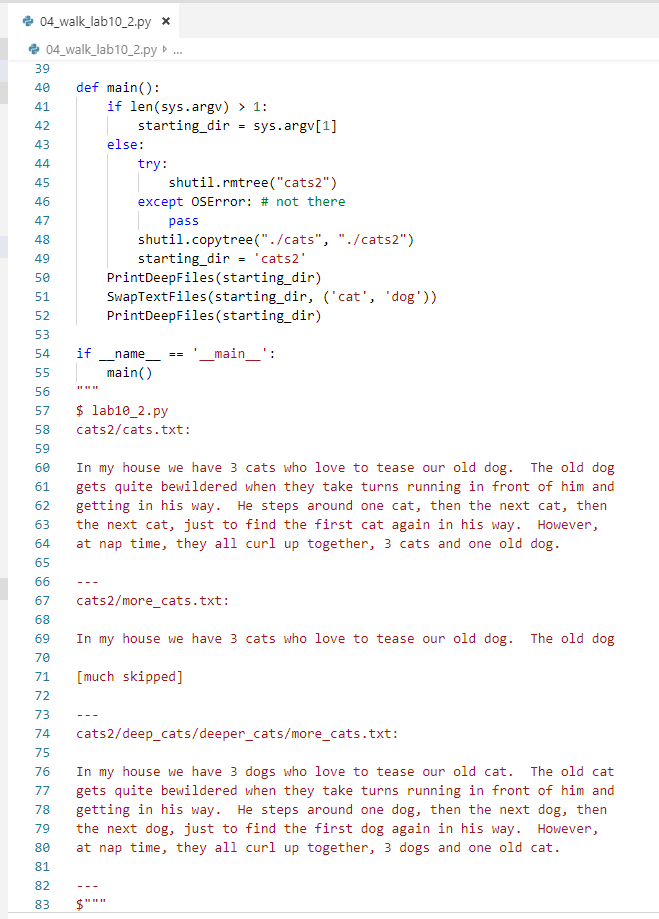 04_walk_lab10_2.py ×
04_walk_lab10_2.py ▸ ...
39
40 def main():
41     if len(sys.argv) > 1:
42         starting_dir = sys.argv[1]
43     else:
44         try:
45             shutil.rmtree("cats2")
46         except OSError: # not there
47             pass
48         shutil.copytree("./cats", "./cats2")
49         starting_dir = 'cats2'
50     PrintDeepFiles(starting_dir)
51     SwapTextFiles(starting_dir, ('cat', 'dog'))
52     PrintDeepFiles(starting_dir)
53
54 if __name__ == '__main__':
55     main()
56 """
57 $ lab10_2.py
58 cats2/cats.txt:
59
60 In my house we have 3 cats who love to tease our old dog.  The old dog
61 gets quite bewildered when they take turns running in front of him and
62 getting in his way.  He steps around one cat, then the next cat, then
63 the next cat, just to find the first cat again in his way.  However,
64 at nap time, they all curl up together, 3 cats and one old dog.
65
66 ---
67 cats2/more_cats.txt:
68
69 In my house we have 3 cats who love to tease our old dog.  The old dog
70
71 [much skipped]
72
73 ---
74 cats2/deep_cats/deeper_cats/more_cats.txt:
75
76 In my house we have 3 dogs who love to tease our old cat.  The old cat
77 gets quite bewildered when they take turns running in front of him and
78 getting in his way.  He steps around one dog, then the next dog, then
79 the next dog, just to find the first dog again in his way.  However,
80 at nap time, they all curl up together, 3 dogs and one old cat.
81
82 ---
83 $"""